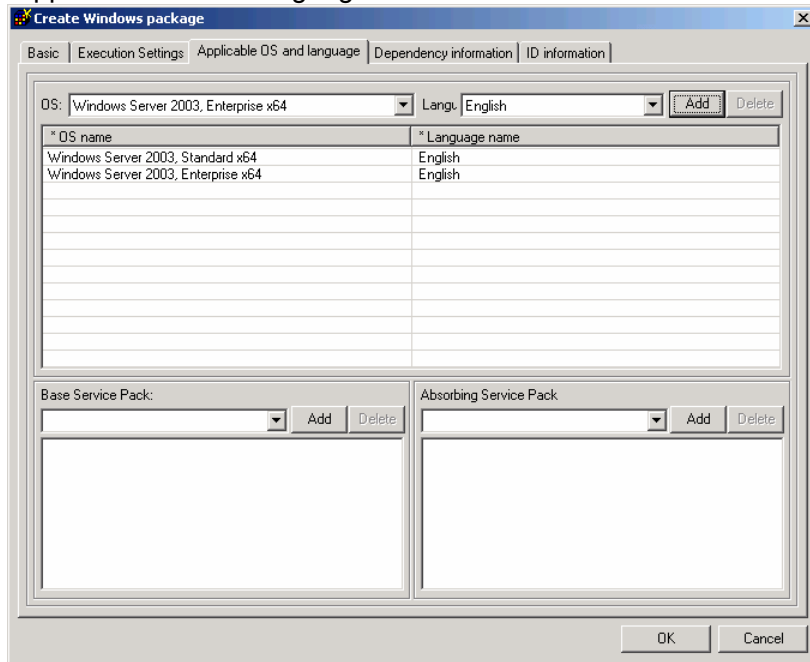 Create Windows package
Basic Execution Settings Applicable OS and language Dependency information ID information
OS: Windows Server 2003, Enterprise x64 Langu English Add Delete
* OS name * Language name
Windows Server 2003, Standard x64 English
Windows Server 2003, Enterprise x64 English
Base Service Pack: Absorbing Service Pack
Add Delete Add Delete
OK Cancel